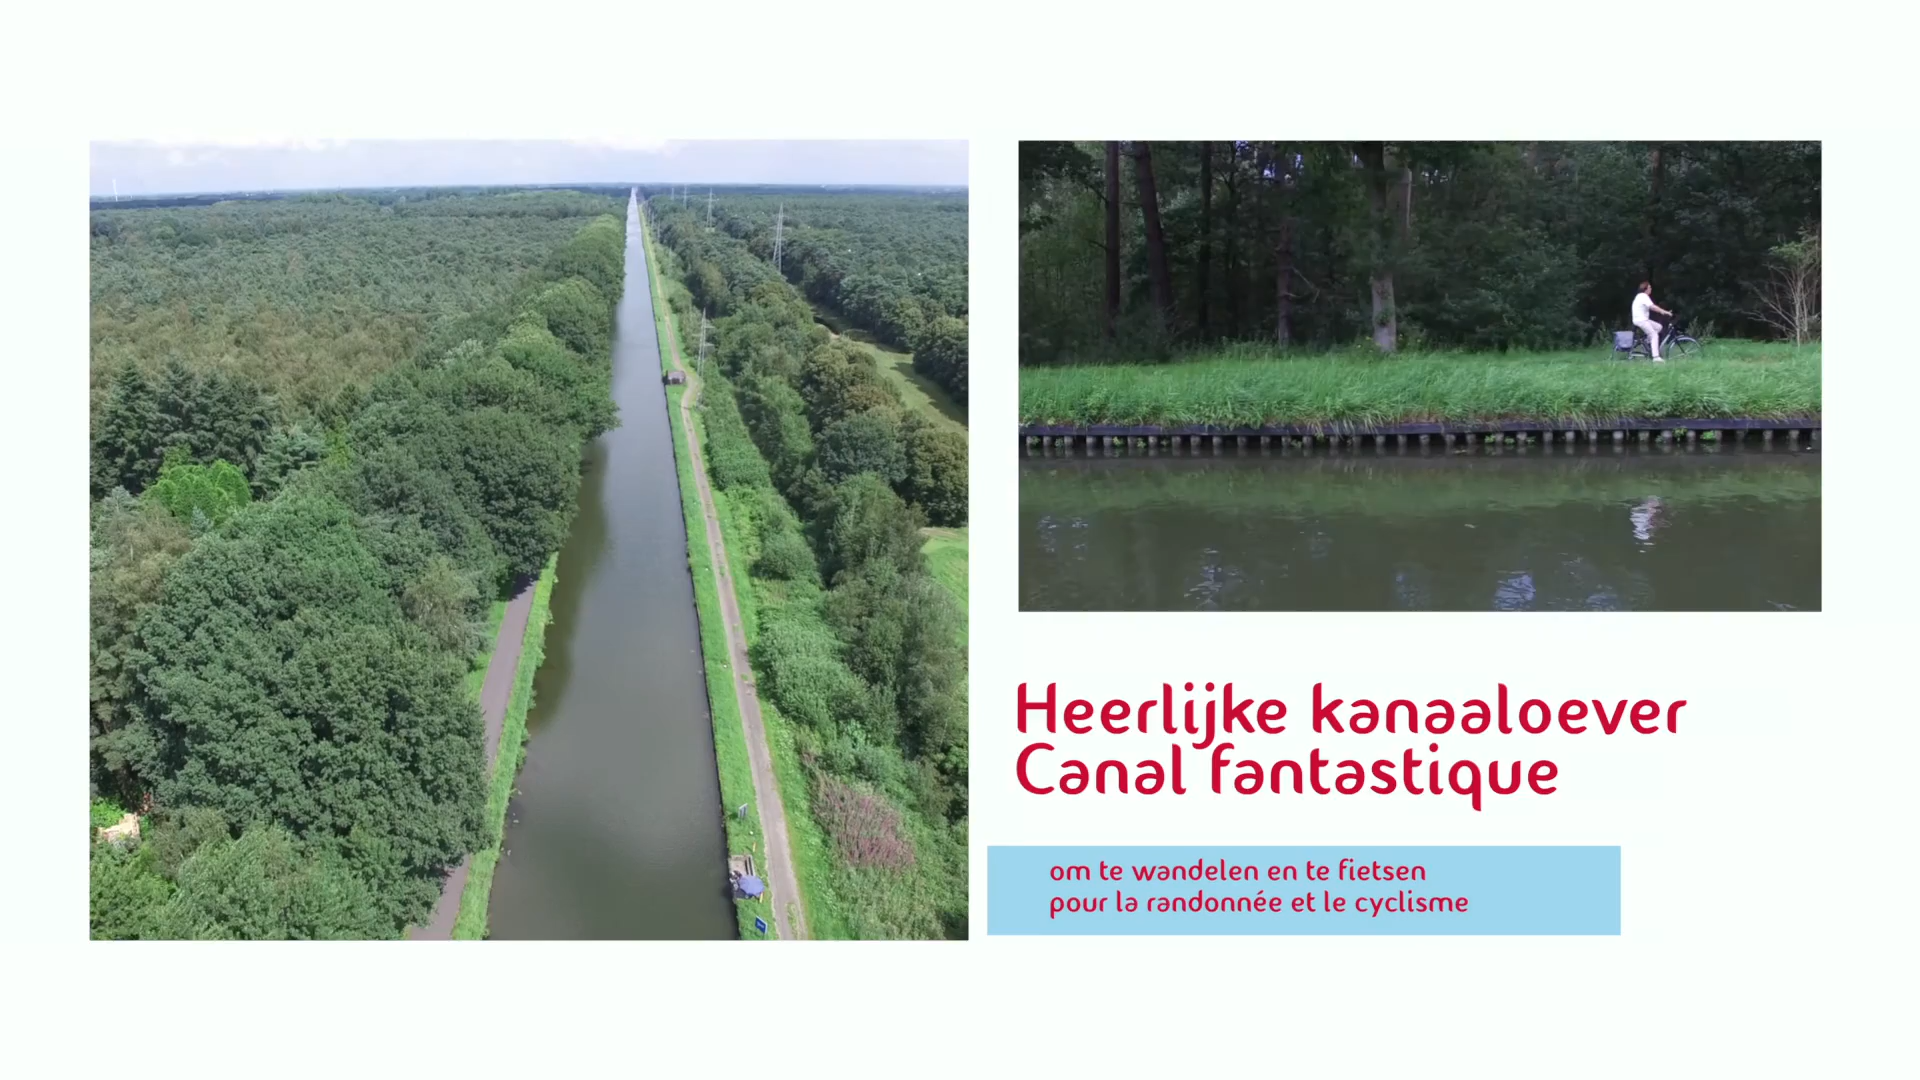 Heerlijke kanaaloever
Canal fantastique
om te wandelen en te fietsen
pour la randonnée et le cyclisme